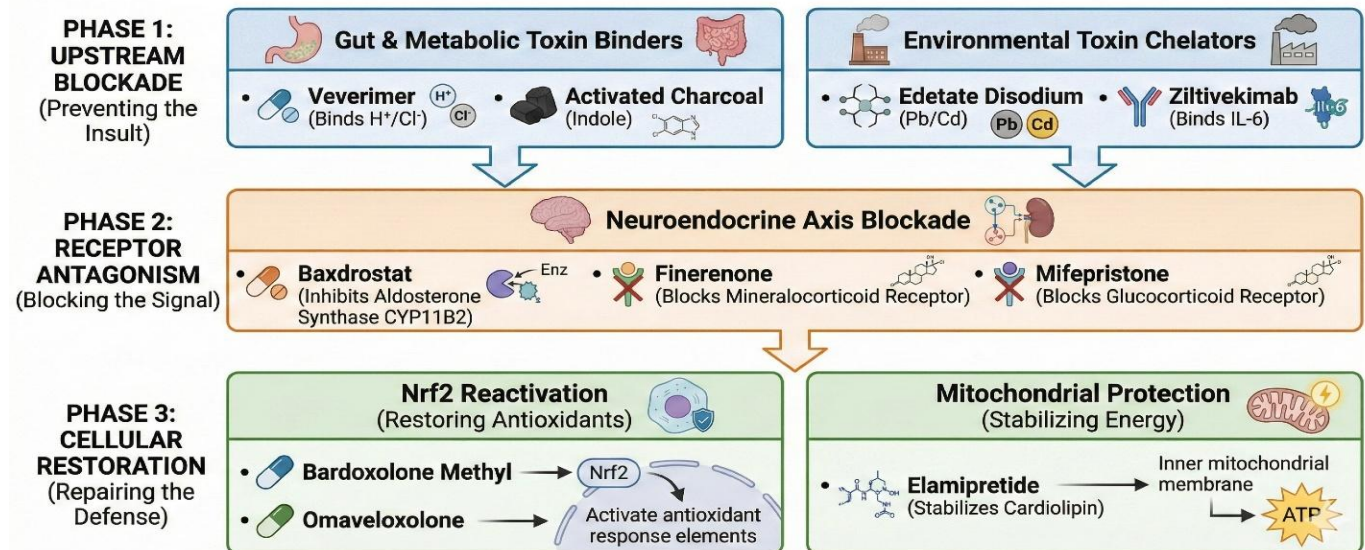 PHASE 1:
UPSTREAM
BLOCKADE
(Preventing the
Insult)
Gut & Metabolic Toxin Binders
• Veverimer
(Binds H⁺/Cl⁻)
H⁺
Cl⁻
• Activated Charcoal
(Indole)
Environmental Toxin Chelators
• Edetate Disodium
(Pb/Cd)
Pb
Cd
• Ziltivekimab
(Binds IL-6)
PHASE 2:
RECEPTOR
ANTAGONISM
(Blocking the Signal)
Neuroendocrine Axis Blockade
• Baxdrostat
(Inhibits Aldosterone
Synthase CYP11B2)
Enz
• Finerenone
(Blocks Mineralocorticoid Receptor)
• Mifepristone
(Blocks Glucocorticoid Receptor)
PHASE 3:
CELLULAR
RESTORATION
(Repairing the
Defense)
Nrf2 Reactivation
(Restoring Antioxidants)
• Bardoxolone Methyl
Nrf2
• Omaveloxolone
Activate antioxidant
response elements
Mitochondrial Protection
(Stabilizing Energy)
• Elamipretide
(Stabilizes Cardiolipin)
Inner mitochondrial
membrane
ATP